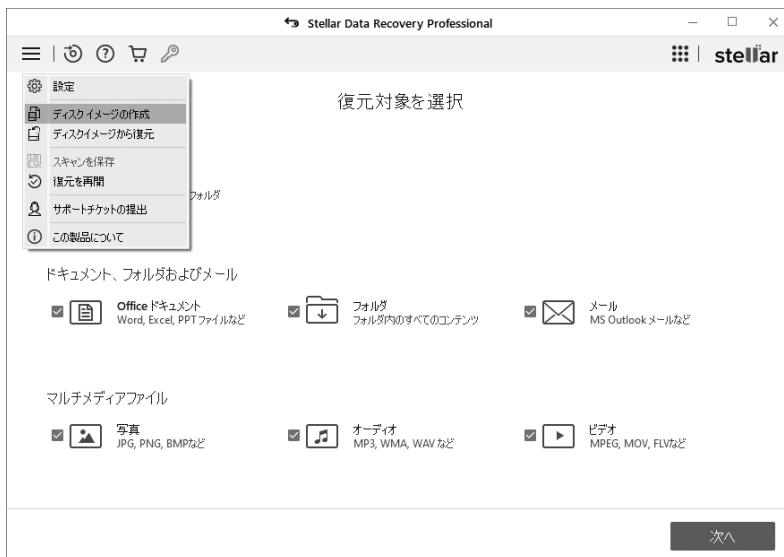 Stellar Data Recovery Professional
stellar
設定
ディスクイメージの作成
ディスクイメージから復元
スキャンを保存
復元を再開
サポートチケットの提出
この製品について
復元対象を選択
フォルダ
ドキュメント、フォルダおよびメール
Office ドキュメント
Word, Excel, PPTファイルなど
フォルダ
フォルダ内のすべてのコンテンツ
メール
MS Outlook メールなど
マルチメディアファイル
写真
JPG, PNG, BMPなど
オーディオ
MP3, WMA, WAV など
ビデオ
MPEG, MOV, FLVなど
次へ